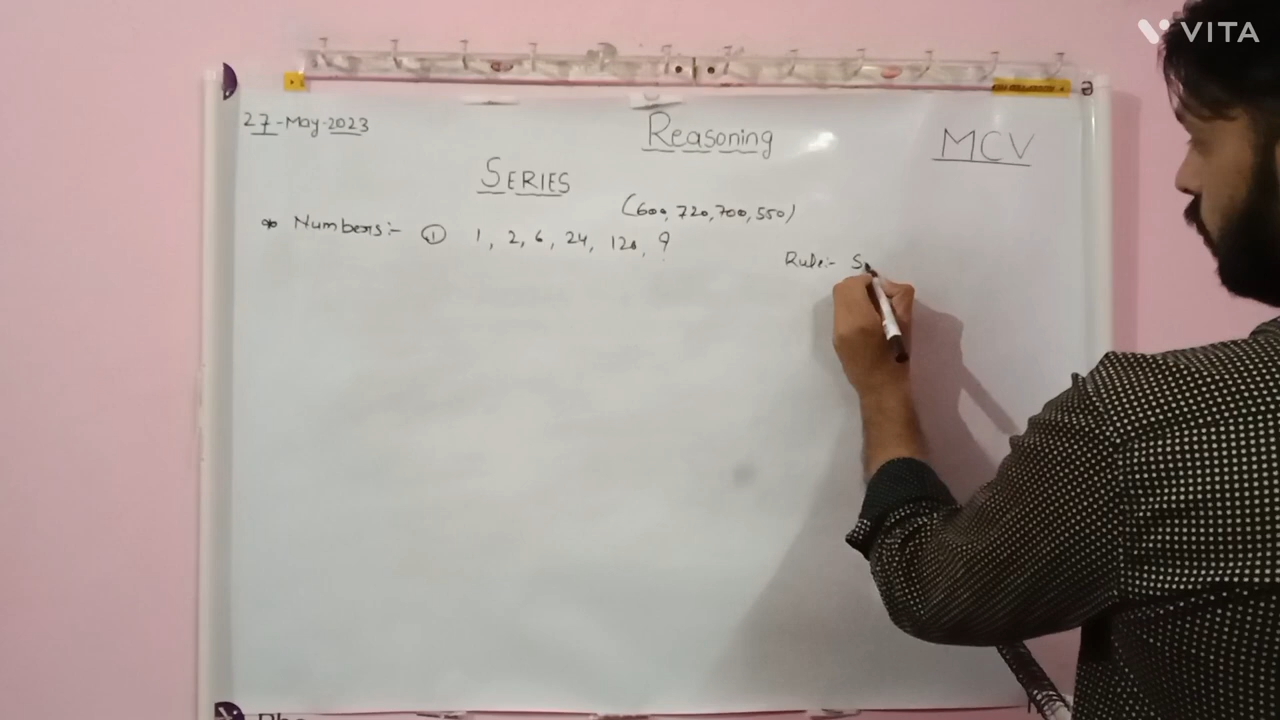 VITA
27-May-2023
Reasoning
MCV
SERIES
(600, 720, 700, 550)
* Numbers:- ① 1, 2, 6, 24, 120, ?
Rule:- S